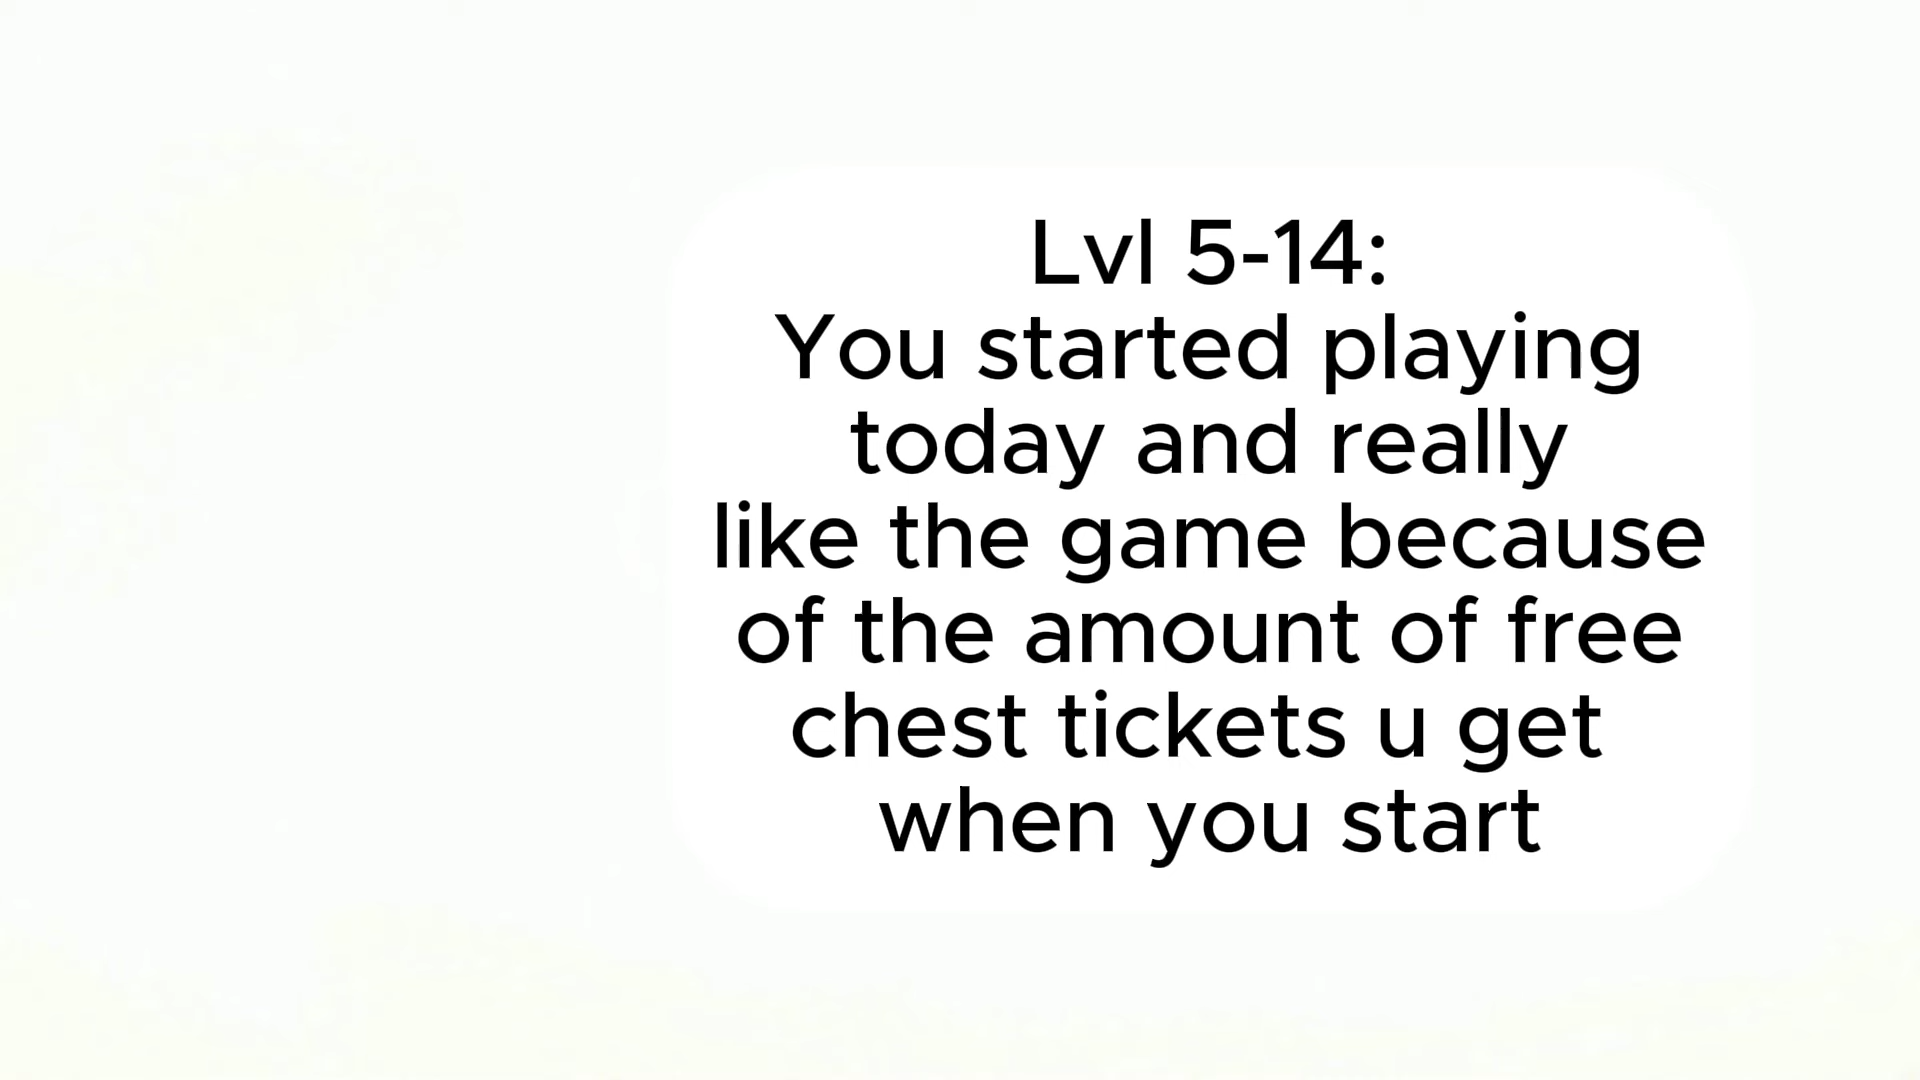 Lvl 5-14:
You started playing
today and really
like the game because
of the amount of free
chest tickets u get
when you start